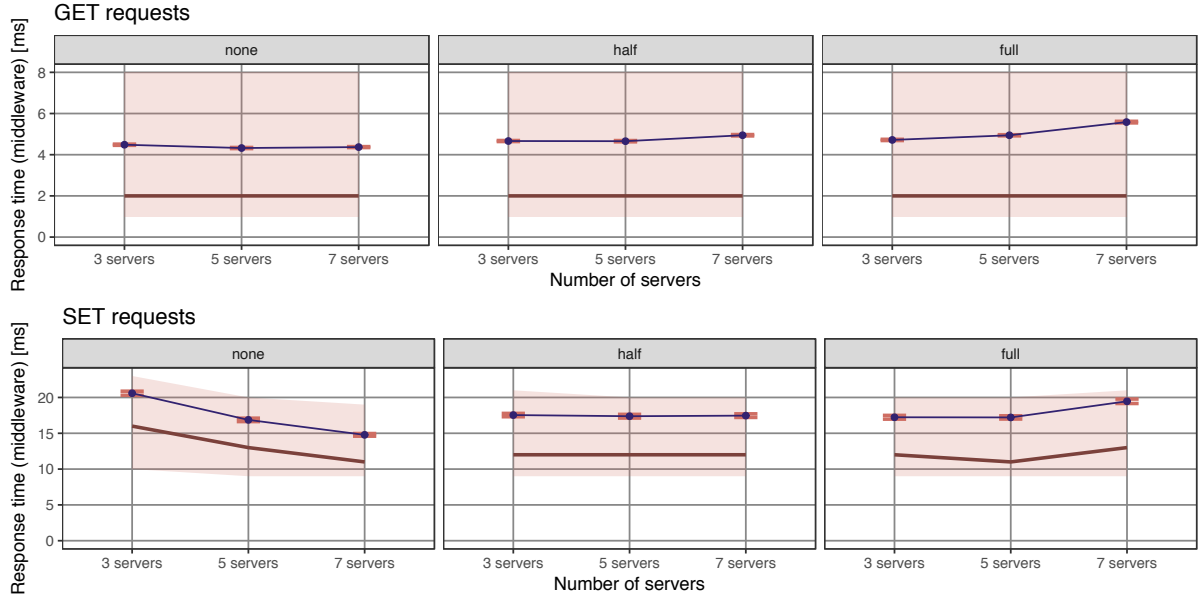 GET requests
Response time (middleware) [ms]
none
half
full
8
6
4
2
0
3 servers
5 servers
7 servers
3 servers
5 servers
7 servers
3 servers
5 servers
7 servers
Number of servers
SET requests
Response time (middleware) [ms]
none
half
full
20
15
10
5
0
3 servers
5 servers
7 servers
3 servers
5 servers
7 servers
3 servers
5 servers
7 servers
Number of servers